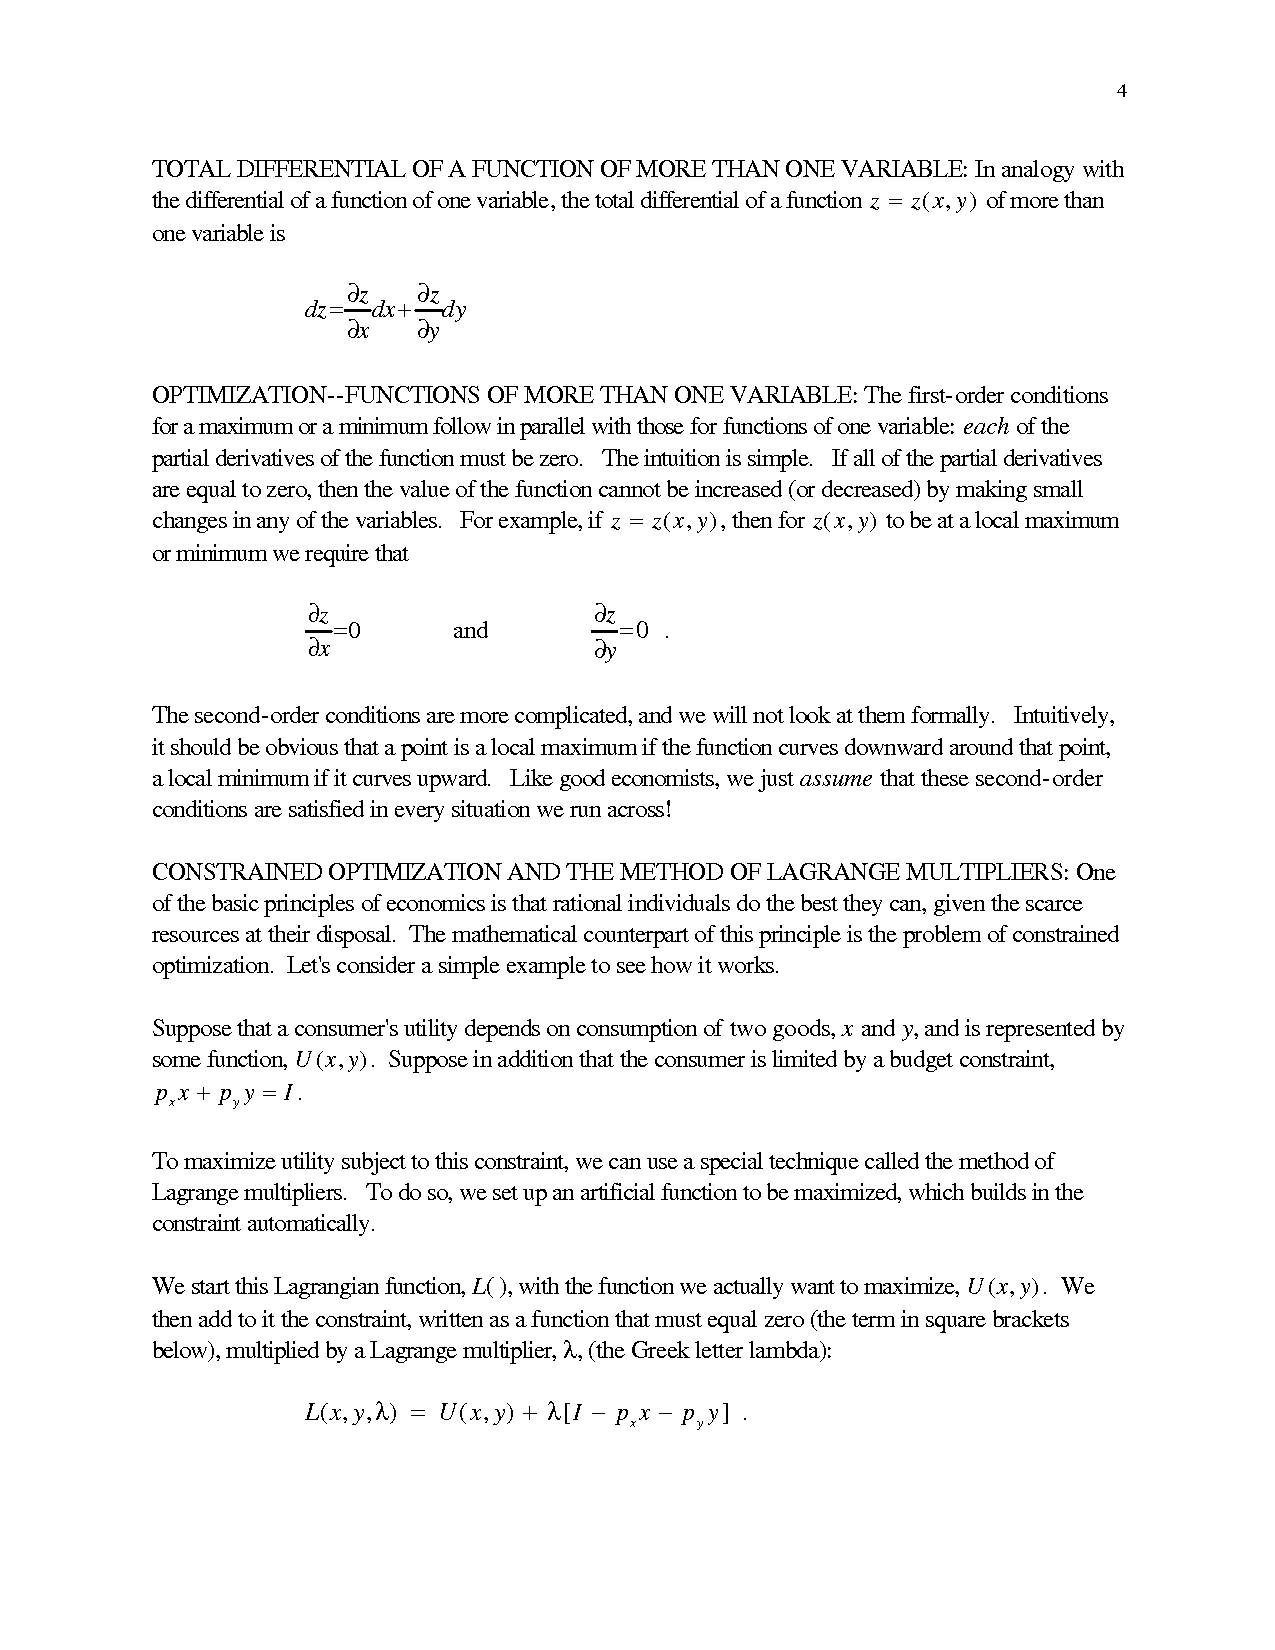 4
TOTAL DIFFERENTIAL OF A FUNCTION OF MORE THAN ONE VARIABLE: In analogy with
the differential of a function of one variable, the total differential of a function z = z(x, y) of more than
one variable is
dz=∂z/∂x dx+∂z/∂y dy
OPTIMIZATION--FUNCTIONS OF MORE THAN ONE VARIABLE: The first-order conditions
for a maximum or a minimum follow in parallel with those for functions of one variable: each of the
partial derivatives of the function must be zero. The intuition is simple. If all of the partial derivatives
are equal to zero, then the value of the function cannot be increased (or decreased) by making small
changes in any of the variables. For example, if z = z(x, y), then for z(x, y) to be at a local maximum
or minimum we require that
∂z/∂x=0 and ∂z/∂y=0 .
The second-order conditions are more complicated, and we will not look at them formally. Intuitively,
it should be obvious that a point is a local maximum if the function curves downward around that point,
a local minimum if it curves upward. Like good economists, we just assume that these second-order
conditions are satisfied in every situation we run across!
CONSTRAINED OPTIMIZATION AND THE METHOD OF LAGRANGE MULTIPLIERS: One
of the basic principles of economics is that rational individuals do the best they can, given the scarce
resources at their disposal. The mathematical counterpart of this principle is the problem of constrained
optimization. Let's consider a simple example to see how it works.
Suppose that a consumer's utility depends on consumption of two goods, x and y, and is represented by
some function, U(x, y). Suppose in addition that the consumer is limited by a budget constraint,
p_x x + p_y y = I.
To maximize utility subject to this constraint, we can use a special technique called the method of
Lagrange multipliers. To do so, we set up an artificial function to be maximized, which builds in the
constraint automatically.
We start this Lagrangian function, L( ), with the function we actually want to maximize, U(x, y). We
then add to it the constraint, written as a function that must equal zero (the term in square brackets
below), multiplied by a Lagrange multiplier, λ, (the Greek letter lambda):
L(x, y, λ) = U(x, y) + λ[I − p_x x − p_y y] .